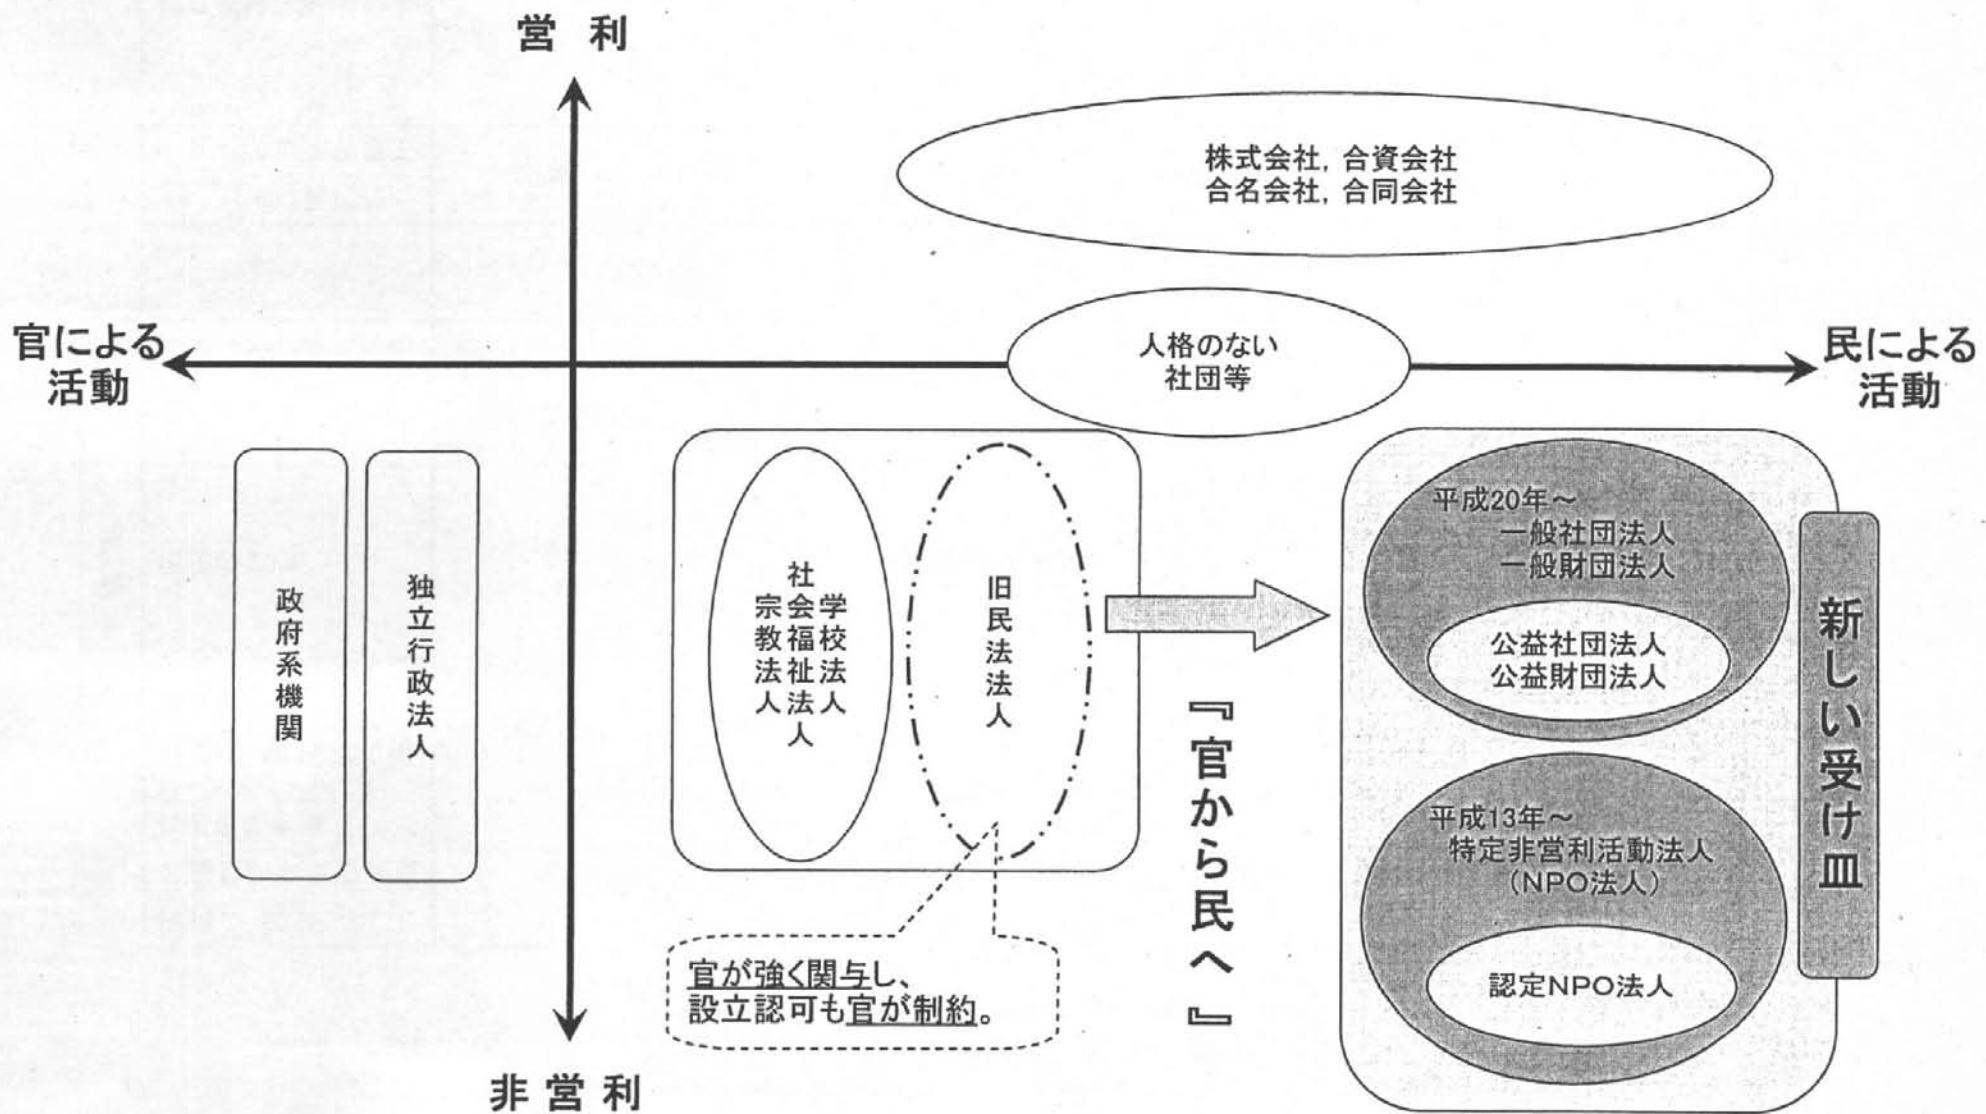 営 利
株式会社, 合資会社
合名会社, 合同会社
官による
活動
人格のない
社団等
民による
活動
政府系機関
独立行政法人
学校法人
社会福祉法人
宗教法人
旧民法法人
官が強く関与し、
設立認可も官が制約。
『官から民へ』
平成20年～
一般社団法人
一般財団法人
公益社団法人
公益財団法人
平成13年～
特定非営利活動法人
(NPO法人)
認定NPO法人
新しい受け皿
非 営 利